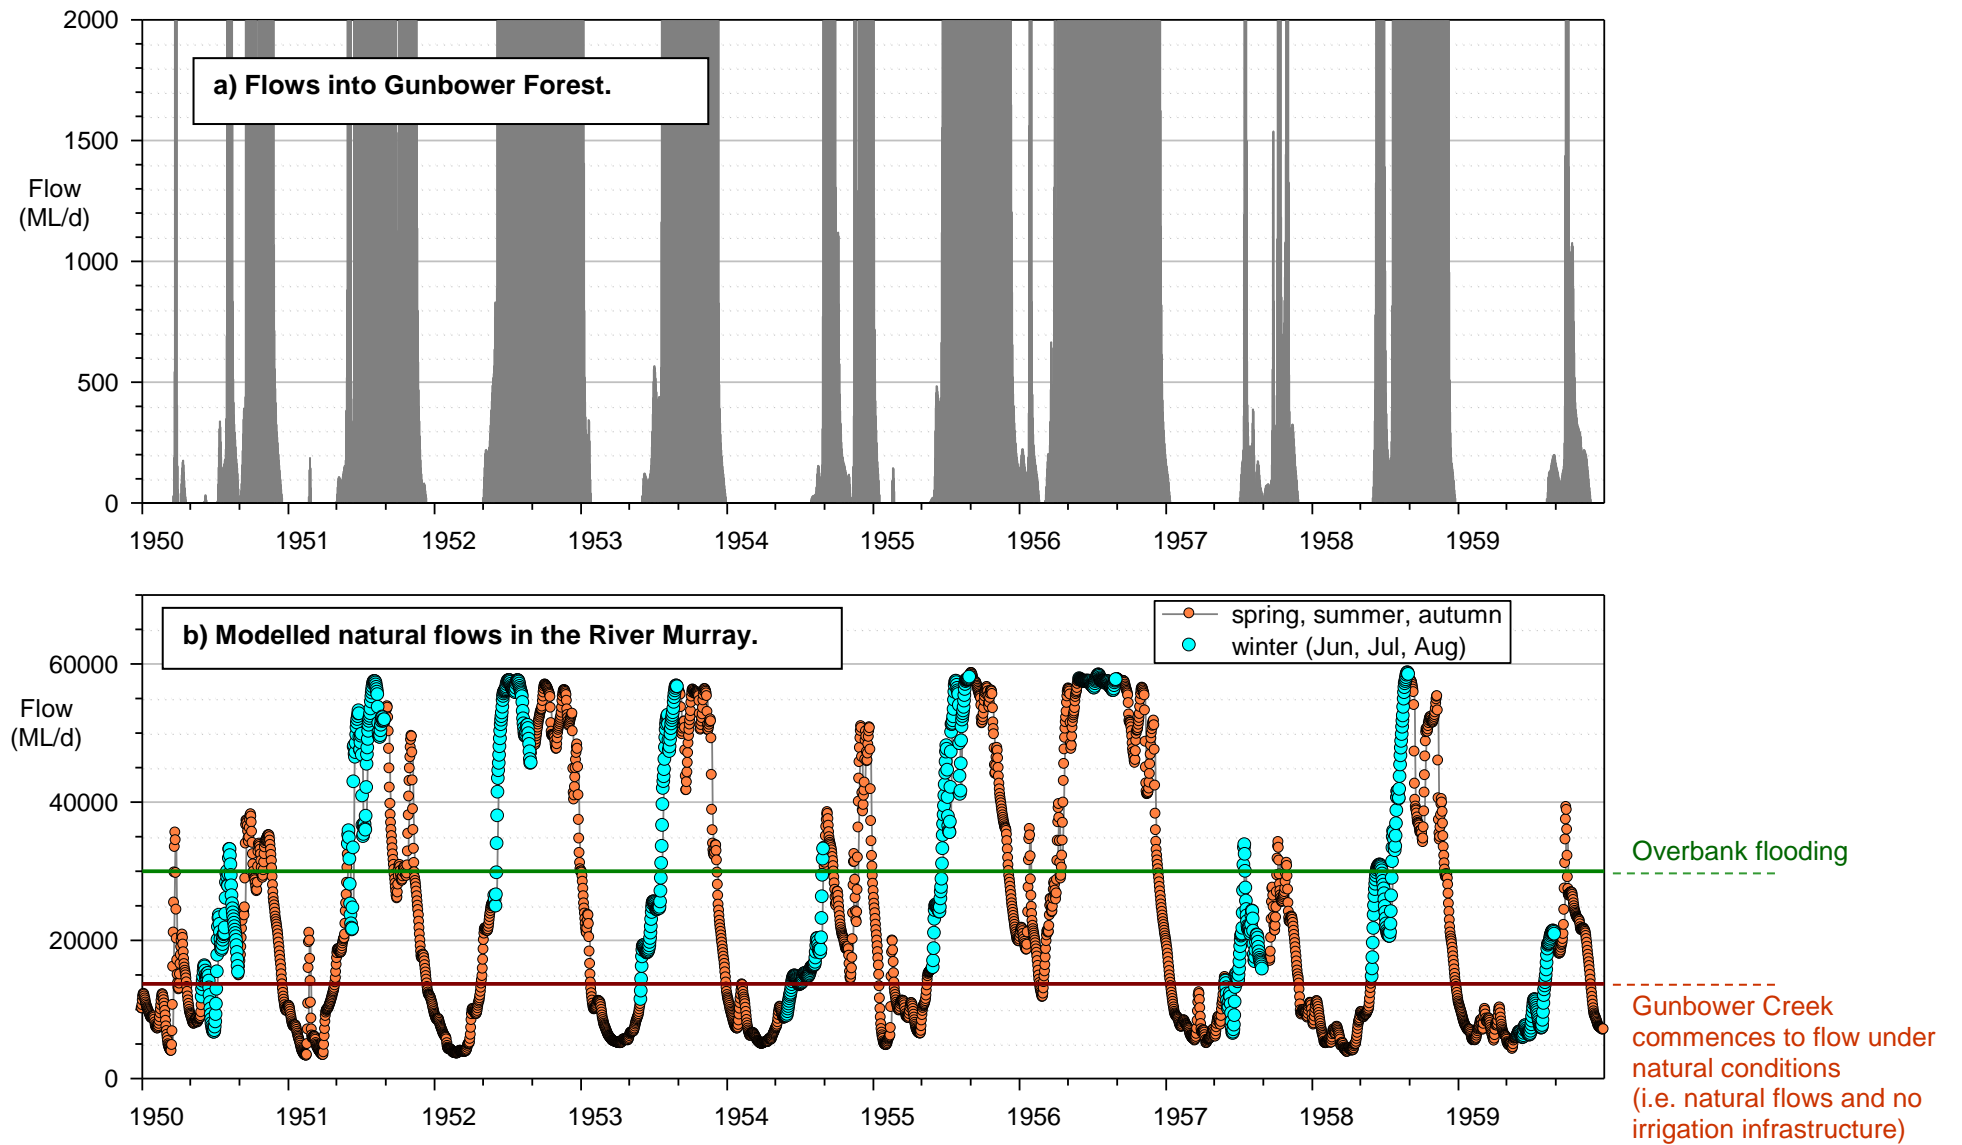 2000
a) Flows into Gunbower Forest.
1500
Flow
(ML/d)
1000
500
0
1950 1951 1952 1953 1954 1955 1956 1957 1958 1959
b) Modelled natural flows in the River Murray.
spring, summer, autumn
winter (Jun, Jul, Aug)
60000
Flow
(ML/d)
40000
Overbank flooding
20000
Gunbower Creek
commences to flow under
natural conditions
(i.e. natural flows and no
irrigation infrastructure)
0
1950 1951 1952 1953 1954 1955 1956 1957 1958 1959